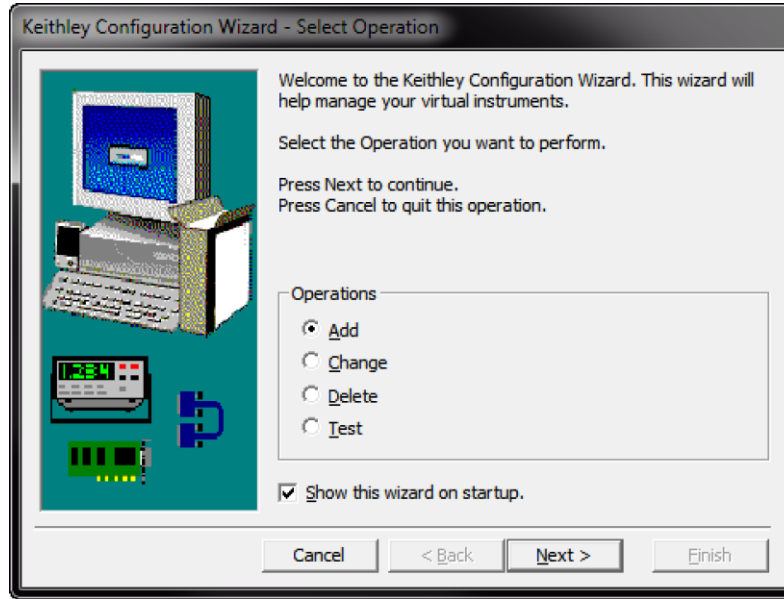 Keithley Configuration Wizard - Select Operation
Welcome to the Keithley Configuration Wizard. This wizard will
help manage your virtual instruments.
Select the Operation you want to perform.
Press Next to continue.
Press Cancel to quit this operation.
Operations
Add
Change
Delete
1.234
Test
Show this wizard on startup.
Cancel
< Back
Next >
Finish